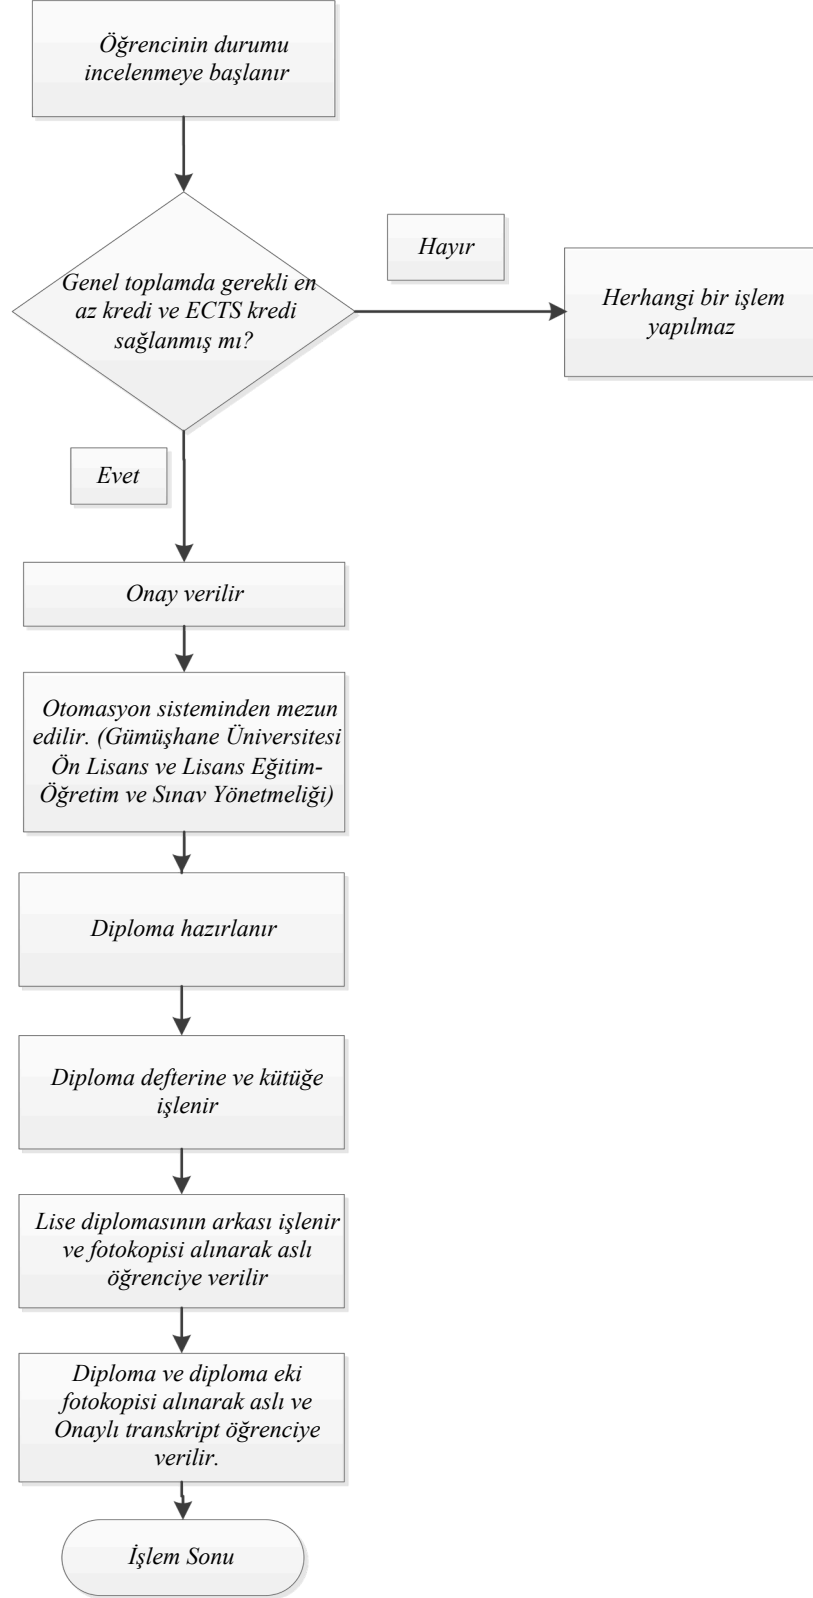 Öğrencinin durumu
incelenmeye başlanır
Genel toplamda gerekli en
az kredi ve ECTS kredi
sağlanmış mı?
Hayır
Herhangi bir işlem
yapılmaz
Evet
Onay verilir
Otomasyon sisteminden mezun
edilir. (Gümüşhane Üniversitesi
Ön Lisans ve Lisans Eğitim-
Öğretim ve Sınav Yönetmeliği)
Diploma hazırlanır
Diploma defterine ve kütüğe
işlenir
Lise diplomasının arkası işlenir
ve fotokopisi alınarak aslı
öğrenciye verilir
Diploma ve diploma eki
fotokopisi alınarak aslı ve
Onaylı transkript öğrenciye
verilir.
İşlem Sonu